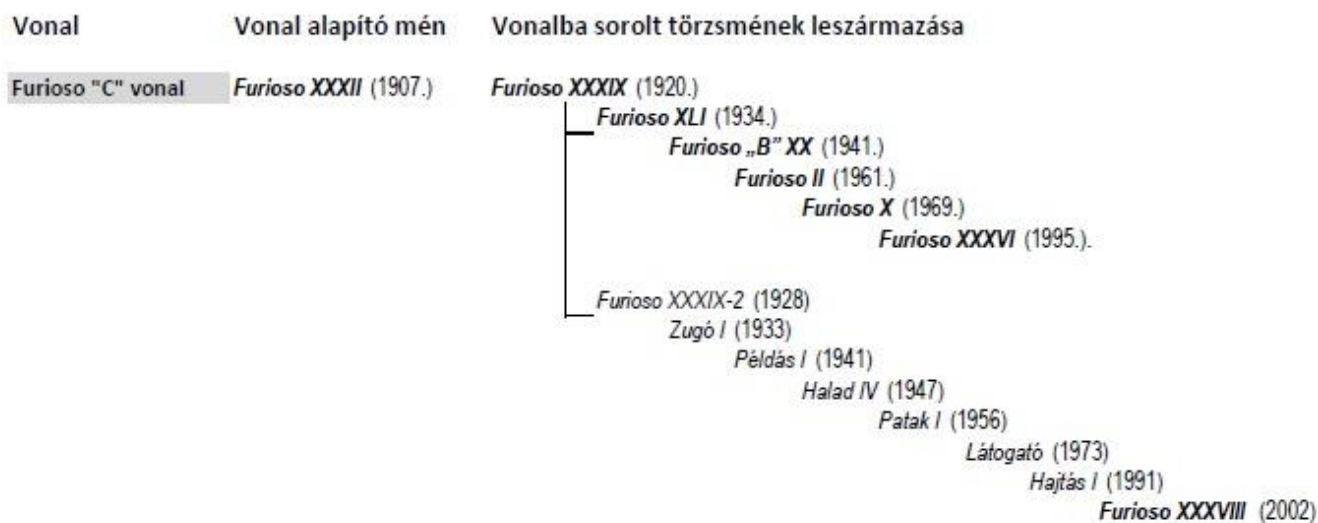 Vonal Vonal alapító mén Vonalba sorolt törzsmének leszármazása
Furioso "C" vonal Furioso XXXII (1907.) Furioso XXXIX (1920.)
Furioso XLI (1934.)
Furioso „B” XX (1941.)
Furioso II (1961.)
Furioso X (1969.)
Furioso XXXVI (1995.).
Furioso XXXIX-2 (1928)
Zugó I (1933)
Példás I (1941)
Halad IV (1947)
Patak I (1956)
Látogató (1973)
Hajtás I (1991)
Furioso XXXVIII (2002)